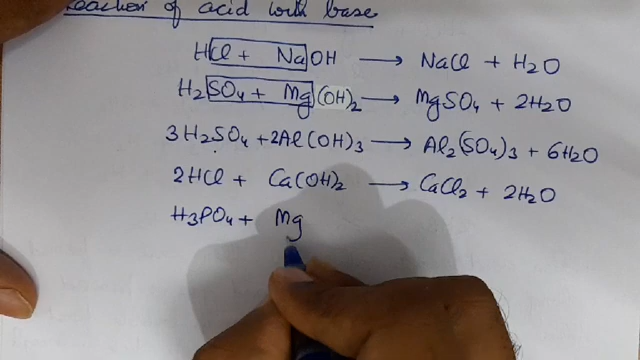 Reaction of acid with base
HCl + NaOH → NaCl + H2O
H2SO4 + Mg(OH)2 → MgSO4 + 2H2O
3H2SO4 + 2Al(OH)3 → Al2(SO4)3 + 6H2O
2HCl + Ca(OH)2 → CaCl2 + 2H2O
H3PO4 + Mg